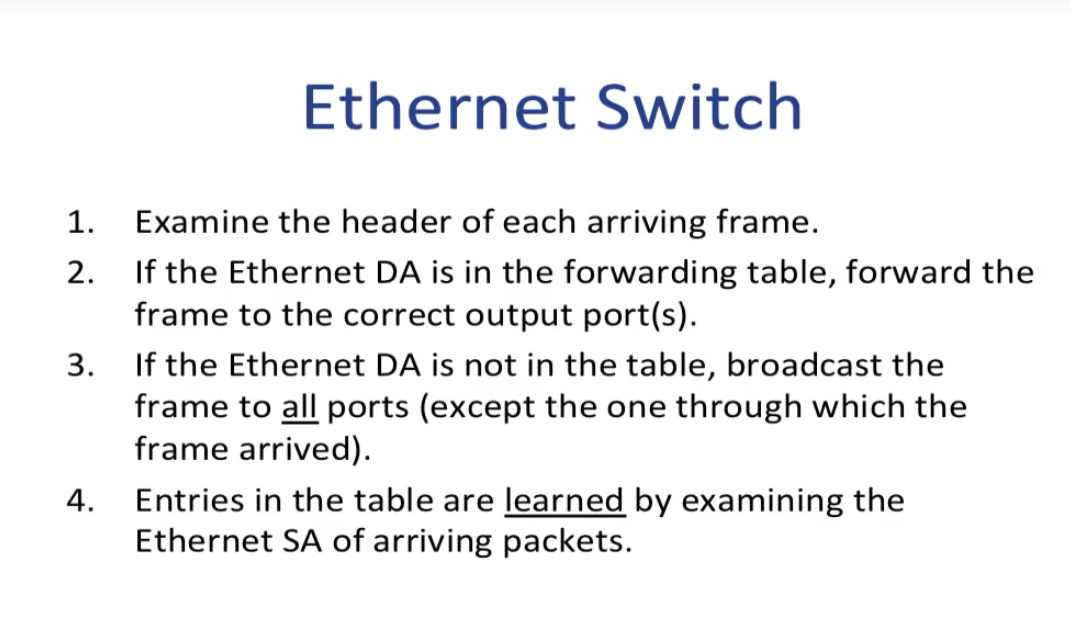 Ethernet Switch
1. Examine the header of each arriving frame.
2. If the Ethernet DA is in the forwarding table, forward the
frame to the correct output port(s).
3. If the Ethernet DA is not in the table, broadcast the
frame to all ports (except the one through which the
frame arrived).
4. Entries in the table are learned by examining the
Ethernet SA of arriving packets.